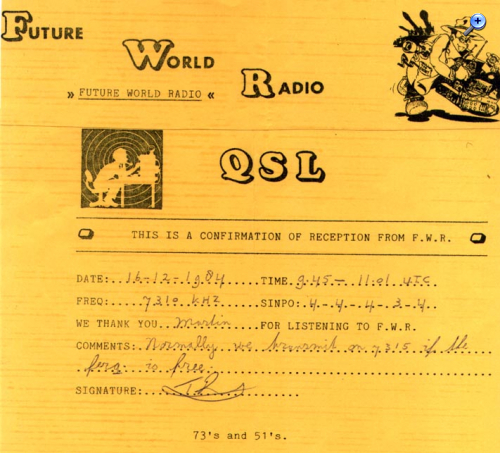 FUTURE
WORLD
RADIO
» FUTURE WORLD RADIO «
QSL
THIS IS A CONFIRMATION OF RECEPTION FROM F.W.R.
DATE:..16-12-1984......TIME.9.45-11.01 UTC
FREQ:....7310 kHz......SINPO:.4-4-4-3-4.
WE THANK YOU..Martin....FOR LISTENING TO F.W.R.
COMMENTS:.Normally we transmit on 7315 if the
freq. is free.
SIGNATURE:
73's and 51's.